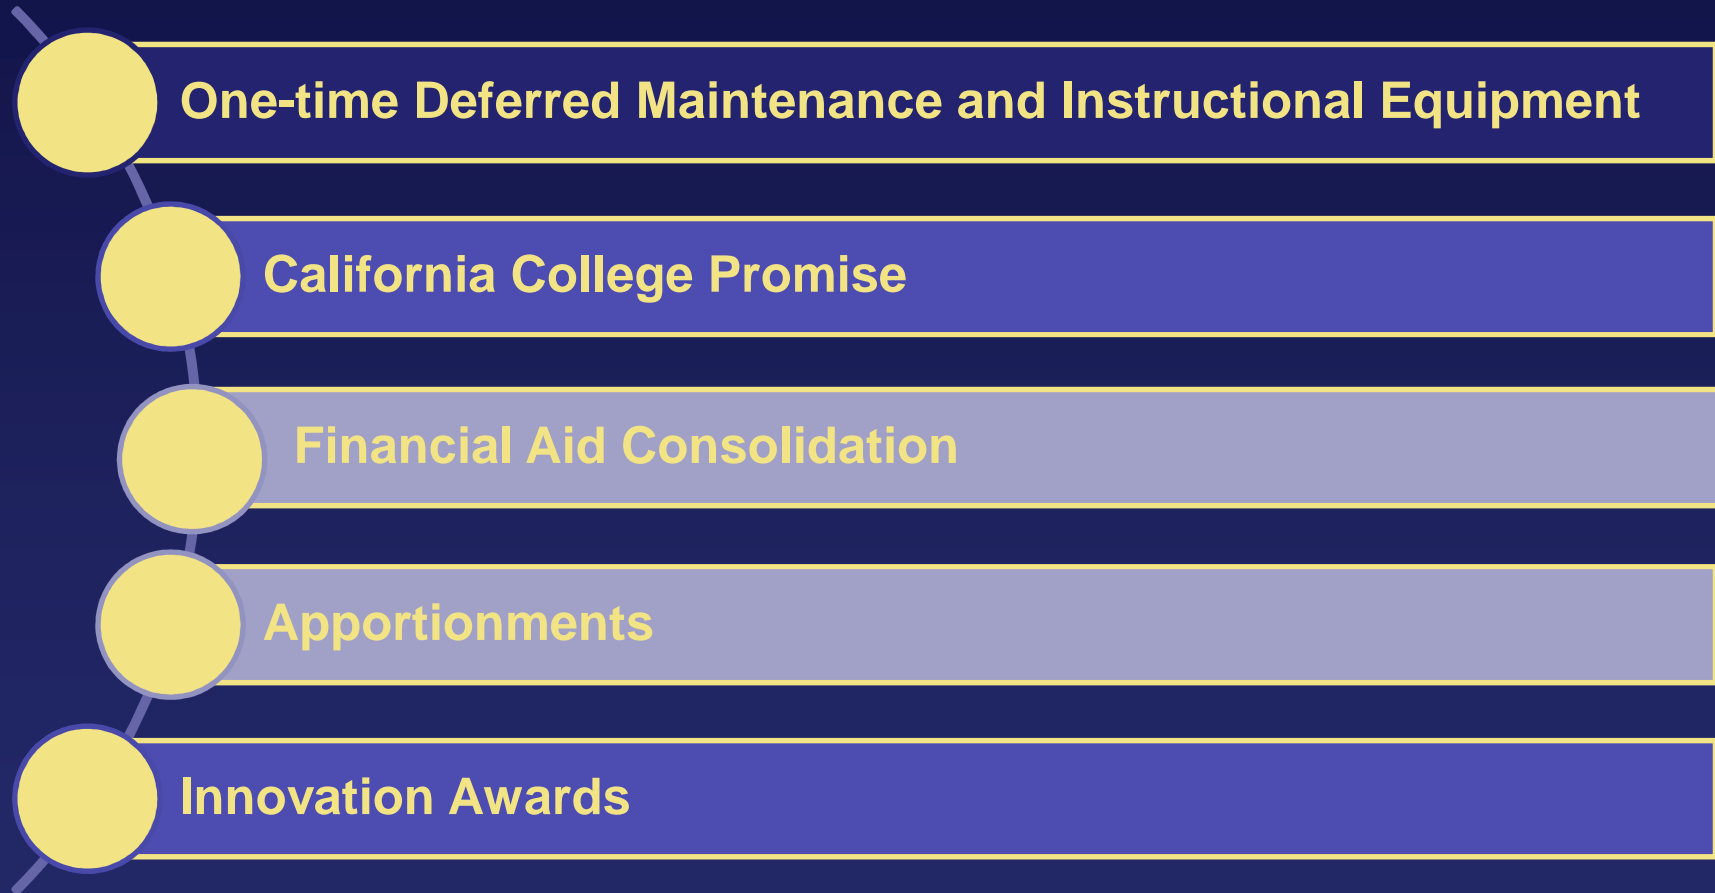 One-time Deferred Maintenance and Instructional Equipment
California College Promise
Financial Aid Consolidation
Apportionments
Innovation Awards